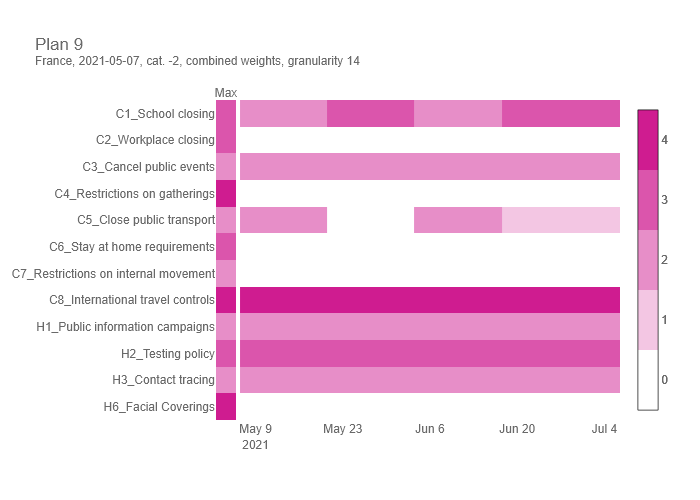 Plan 9
France, 2021-05-07, cat. -2, combined weights, granularity 14
Max
C1_School closing
C2_Workplace closing
C3_Cancel public events
C4_Restrictions on gatherings
C5_Close public transport
C6_Stay at home requirements
C7_Restrictions on internal movement
C8_International travel controls
H1_Public information campaigns
H2_Testing policy
H3_Contact tracing
H6_Facial Coverings
May 9 May 23 Jun 6 Jun 20 Jul 4
2021
4
3
2
1
0